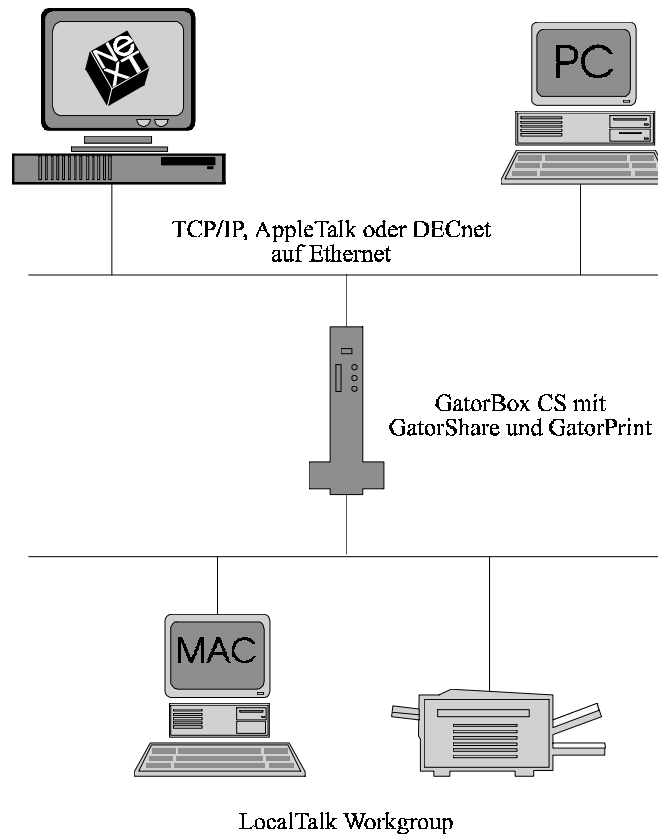 NeXT
PC
TCP/IP, AppleTalk oder DECnet
auf Ethernet
GatorBox CS mit
GatorShare und GatorPrint
MAC
LocalTalk Workgroup